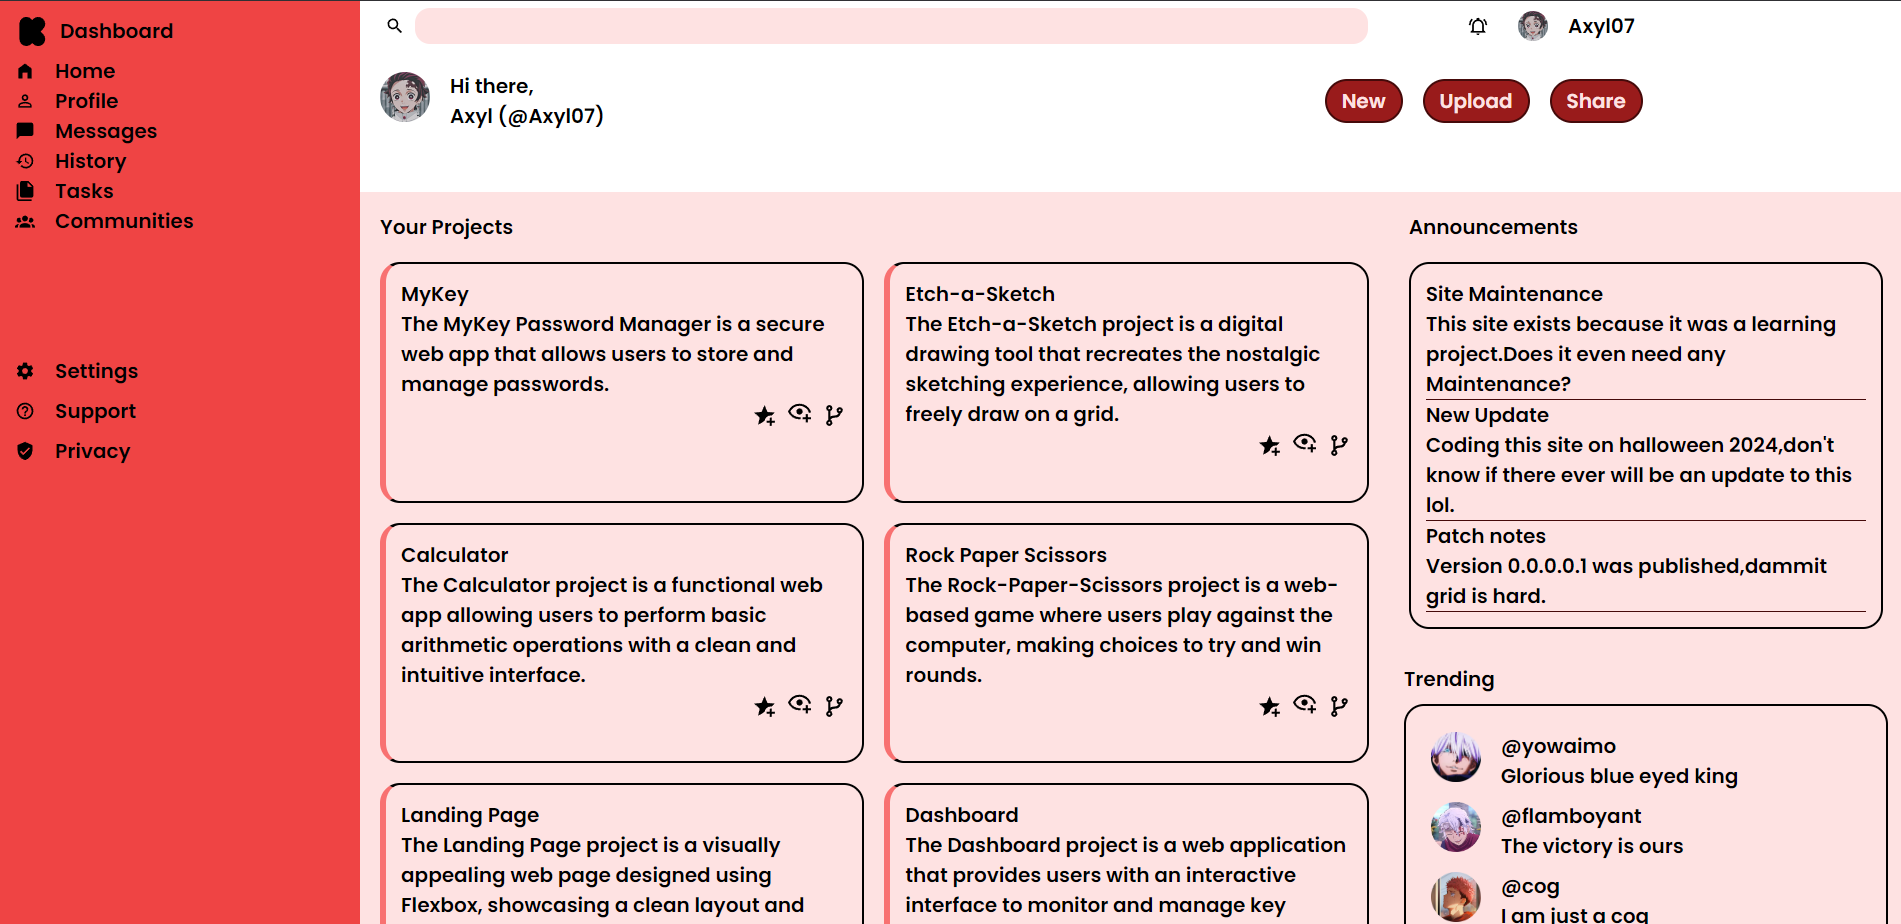 Dashboard
Home
Profile
Messages
History
Tasks
Communities
Settings
Support
Privacy
Axyl07
Hi there,
Axyl (@Axyl07)
New
Upload
Share
Your Projects
MyKey
The MyKey Password Manager is a secure
web app that allows users to store and
manage passwords.
Etch-a-Sketch
The Etch-a-Sketch project is a digital
drawing tool that recreates the nostalgic
sketching experience, allowing users to
freely draw on a grid.
Calculator
The Calculator project is a functional web
app allowing users to perform basic
arithmetic operations with a clean and
intuitive interface.
Rock Paper Scissors
The Rock-Paper-Scissors project is a web-
based game where users play against the
computer, making choices to try and win
rounds.
Landing Page
The Landing Page project is a visually
appealing web page designed using
Flexbox, showcasing a clean layout and
Dashboard
The Dashboard project is a web application
that provides users with an interactive
interface to monitor and manage key
Announcements
Site Maintenance
This site exists because it was a learning
project.Does it even need any
Maintenance?
New Update
Coding this site on halloween 2024,don't
know if there ever will be an update to this
lol.
Patch notes
Version 0.0.0.0.1 was published,dammit
grid is hard.
Trending
@yowaimo
Glorious blue eyed king
@flamboyant
The victory is ours
@cog
I am just a cog